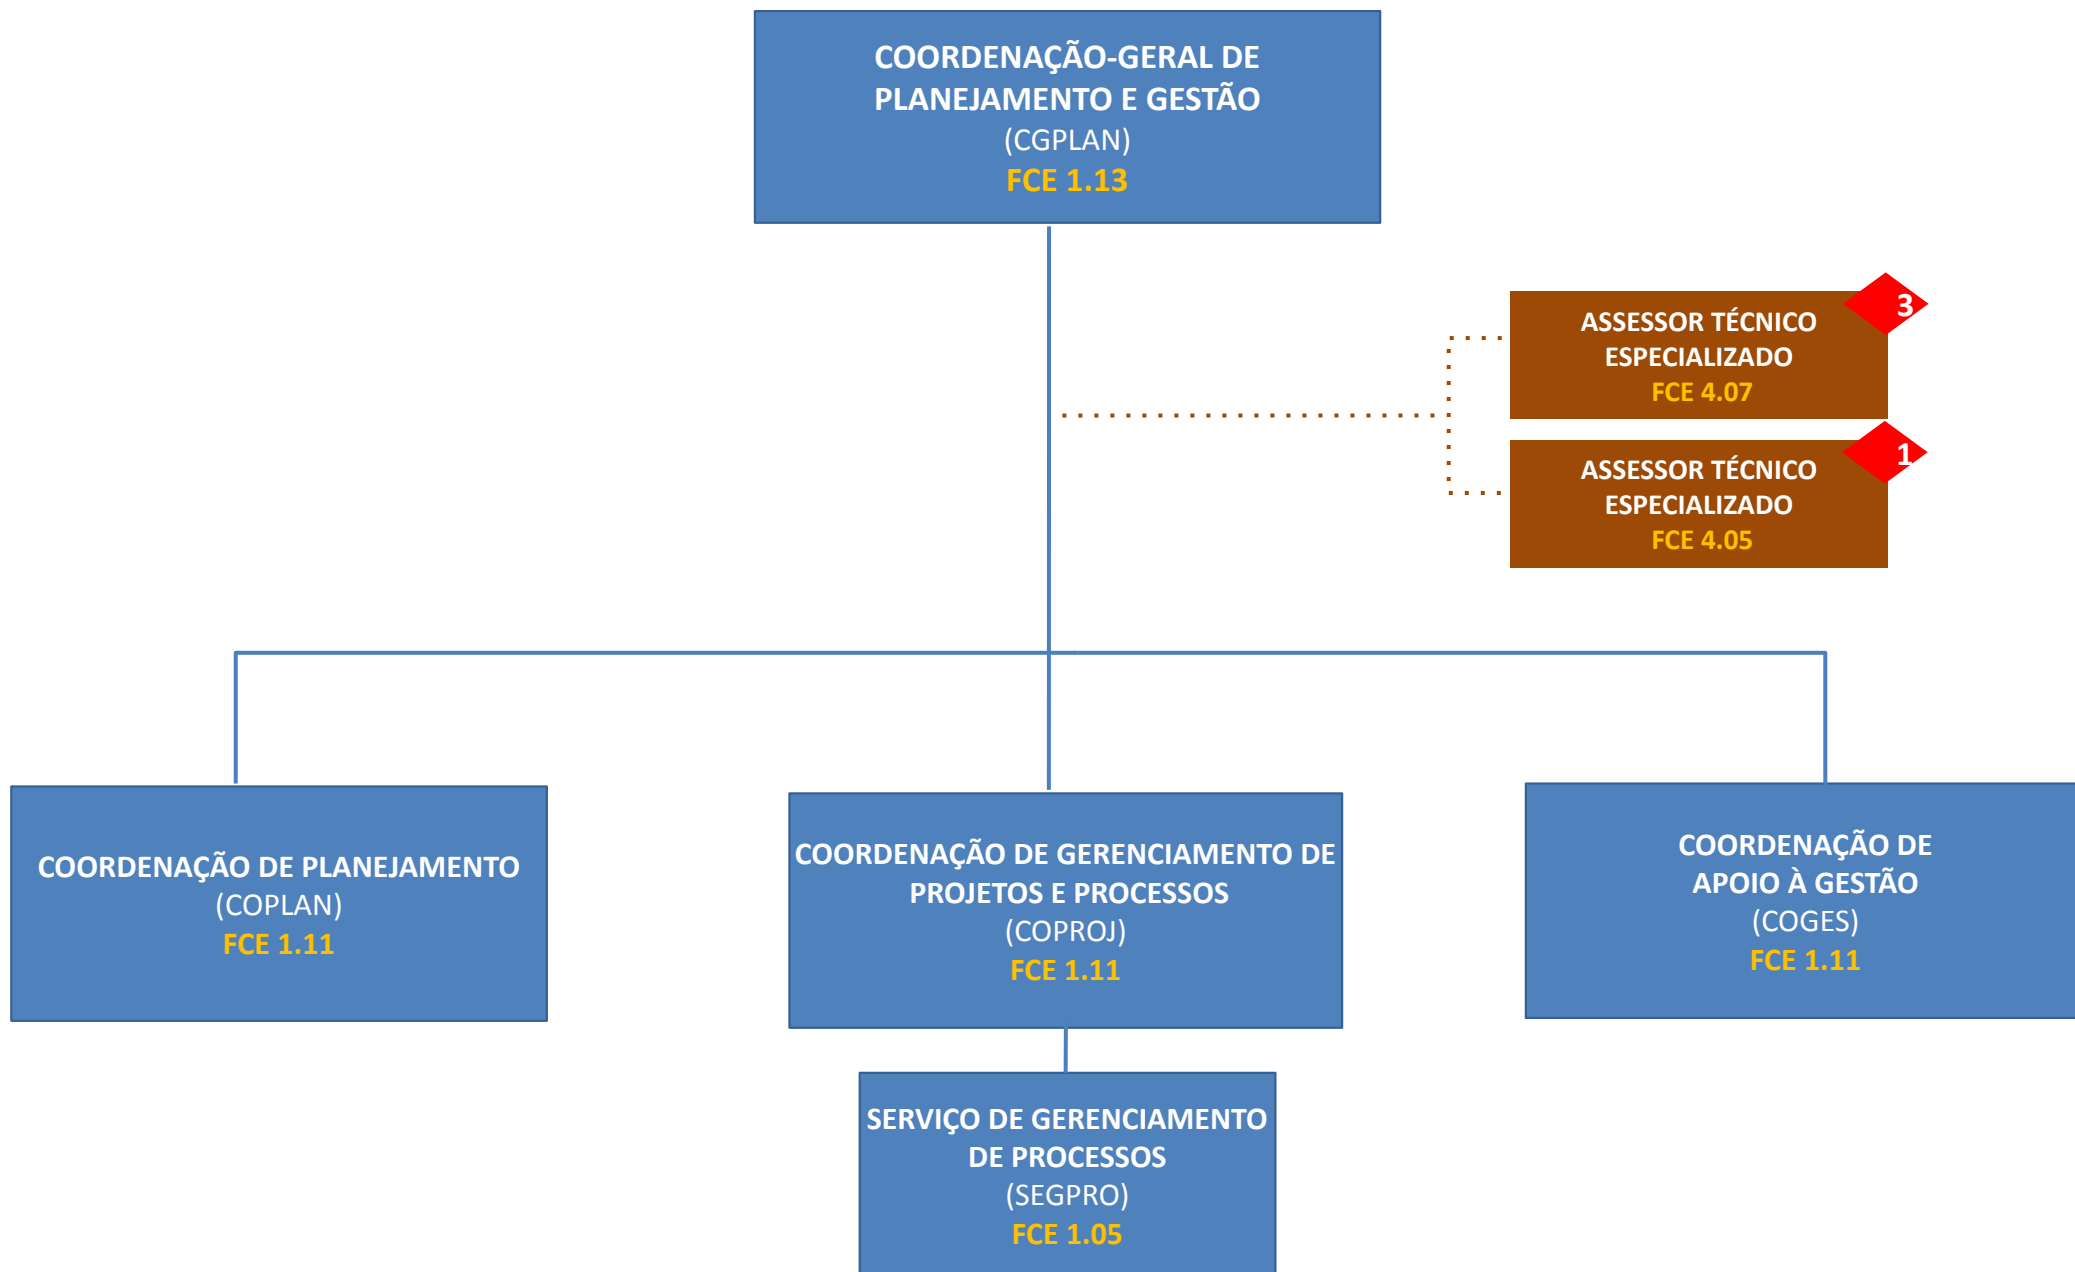 COORDENAÇÃO-GERAL DE
PLANEJAMENTO E GESTÃO
(CGPLAN)
FCE 1.13
3
ASSESSOR TÉCNICO
ESPECIALIZADO
FCE 4.07
1
ASSESSOR TÉCNICO
ESPECIALIZADO
FCE 4.05
COORDENAÇÃO DE PLANEJAMENTO
(COPLAN)
FCE 1.11
COORDENAÇÃO DE GERENCIAMENTO DE
PROJETOS E PROCESSOS
(COPROJ)
FCE 1.11
COORDENAÇÃO DE
APOIO À GESTÃO
(COGES)
FCE 1.11
SERVIÇO DE GERENCIAMENTO
DE PROCESSOS
(SEGPRO)
FCE 1.05